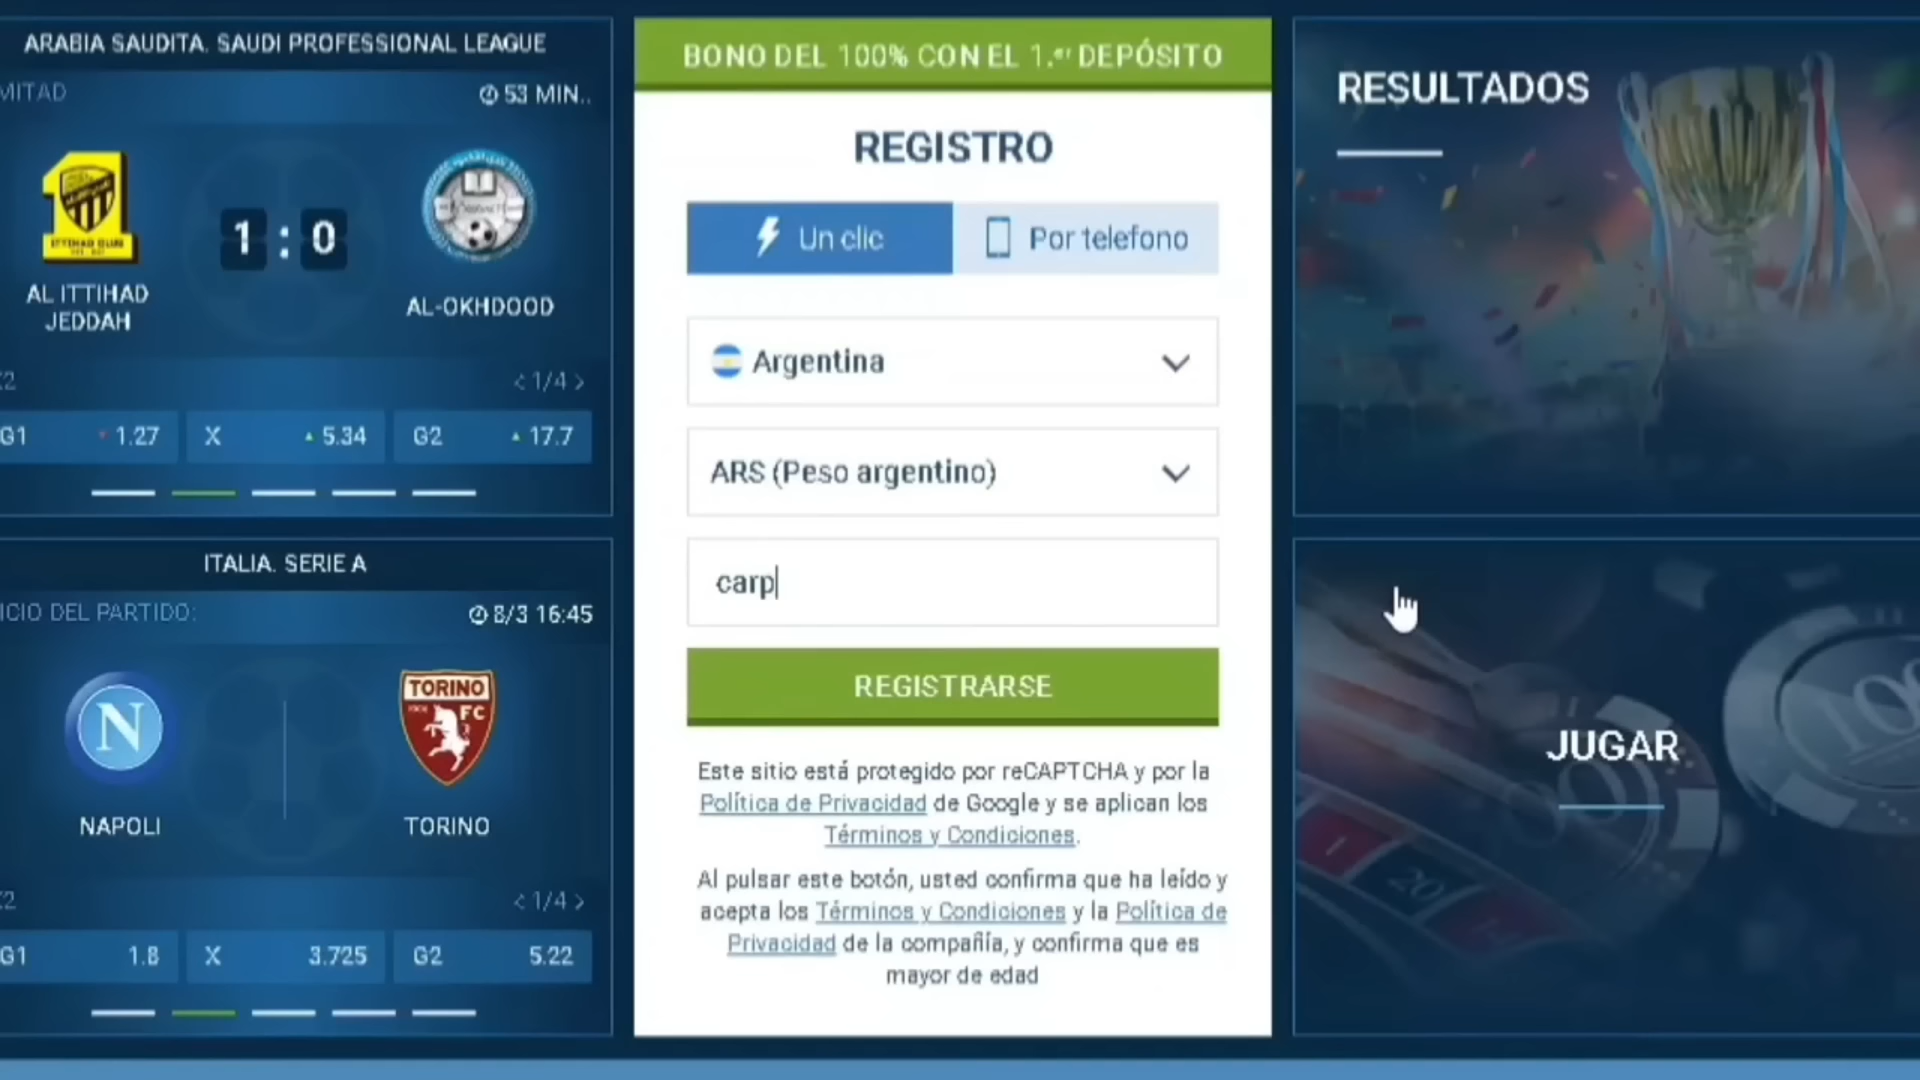 ARABIA SAUDITA. SAUDI PROFESSIONAL LEAGUE
MITAD
53 MIN..
1 : 0
AL ITTIHAD
JEDDAH
AL-OKHDOOD
< 1/4 >
G1 1.27 X 5.34 G2 17.7
ITALIA. SERIE A
ICIO DEL PARTIDO:
8/3 16:45
N
TORINO
FC
NAPOLI
TORINO
< 1/4 >
G1 1.8 X 3.725 G2 5.22
BONO DEL 100% CON EL 1.er DEPÓSITO
REGISTRO
Un clic
Por telefono
Argentina
ARS (Peso argentino)
carp
REGISTRARSE
Este sitio está protegido por reCAPTCHA y por la
Política de Privacidad de Google y se aplican los
Términos y Condiciones.
Al pulsar este botón, usted confirma que ha leído y
acepta los Términos y Condiciones y la Política de
Privacidad de la compañía, y confirma que es
mayor de edad
RESULTADOS
JUGAR
100
20